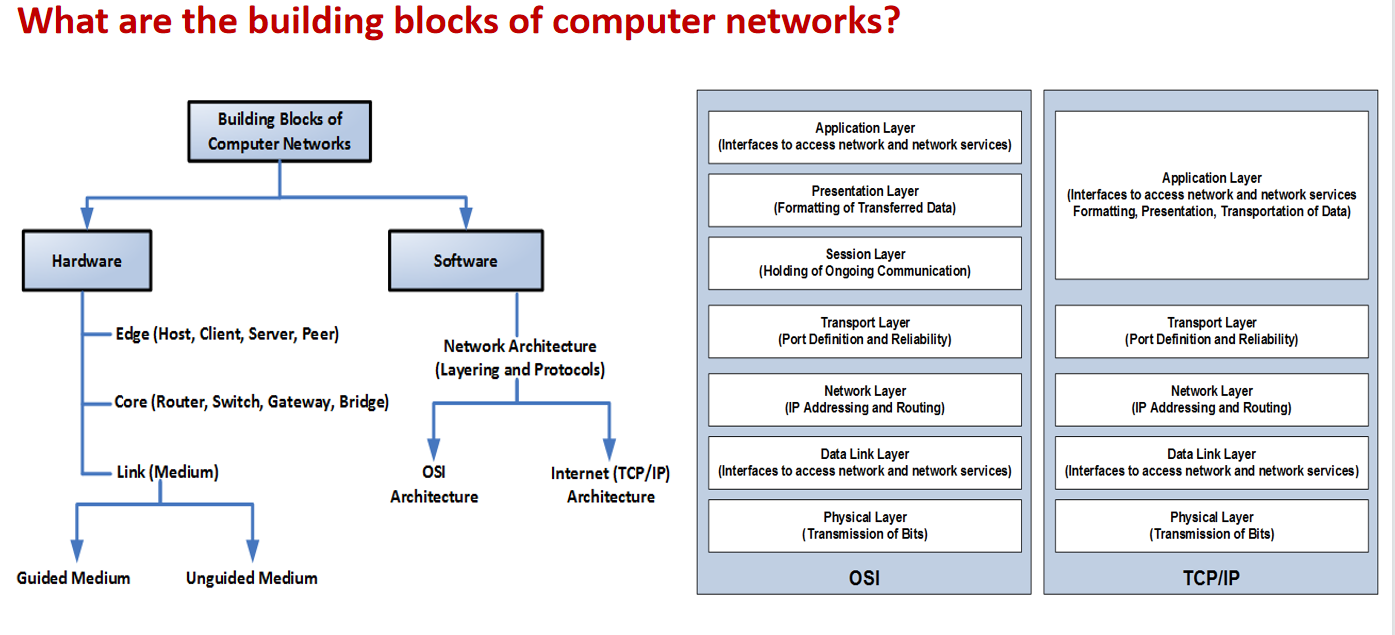 What are the building blocks of computer networks?
Building Blocks of
Computer Networks
Hardware
Software
Edge (Host, Client, Server, Peer)
Core (Router, Switch, Gateway, Bridge)
Link (Medium)
Guided Medium
Unguided Medium
Network Architecture
(Layering and Protocols)
OSI
Architecture
Internet (TCP/IP)
Architecture
Application Layer
(Interfaces to access network and network services)
Presentation Layer
(Formatting of Transferred Data)
Session Layer
(Holding of Ongoing Communication)
Transport Layer
(Port Definition and Reliability)
Network Layer
(IP Addressing and Routing)
Data Link Layer
(Interfaces to access network and network services)
Physical Layer
(Transmission of Bits)
OSI
Application Layer
(Interfaces to access network and network services
Formatting, Presentation, Transportation of Data)
Transport Layer
(Port Definition and Reliability)
Network Layer
(IP Addressing and Routing)
Data Link Layer
(Interfaces to access network and network services)
Physical Layer
(Transmission of Bits)
TCP/IP